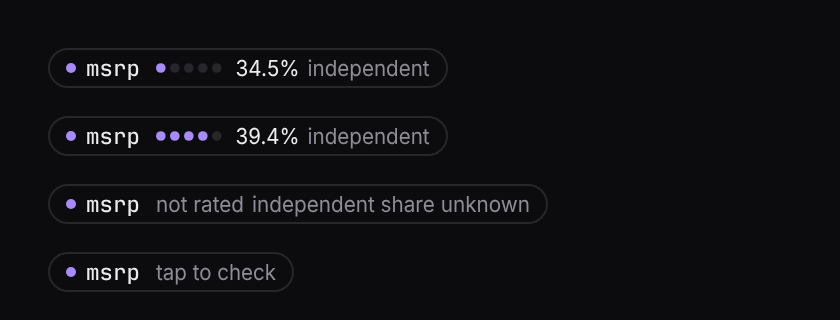 msrp 34.5% independent
msrp 39.4% independent
msrp not rated independent share unknown
msrp tap to check